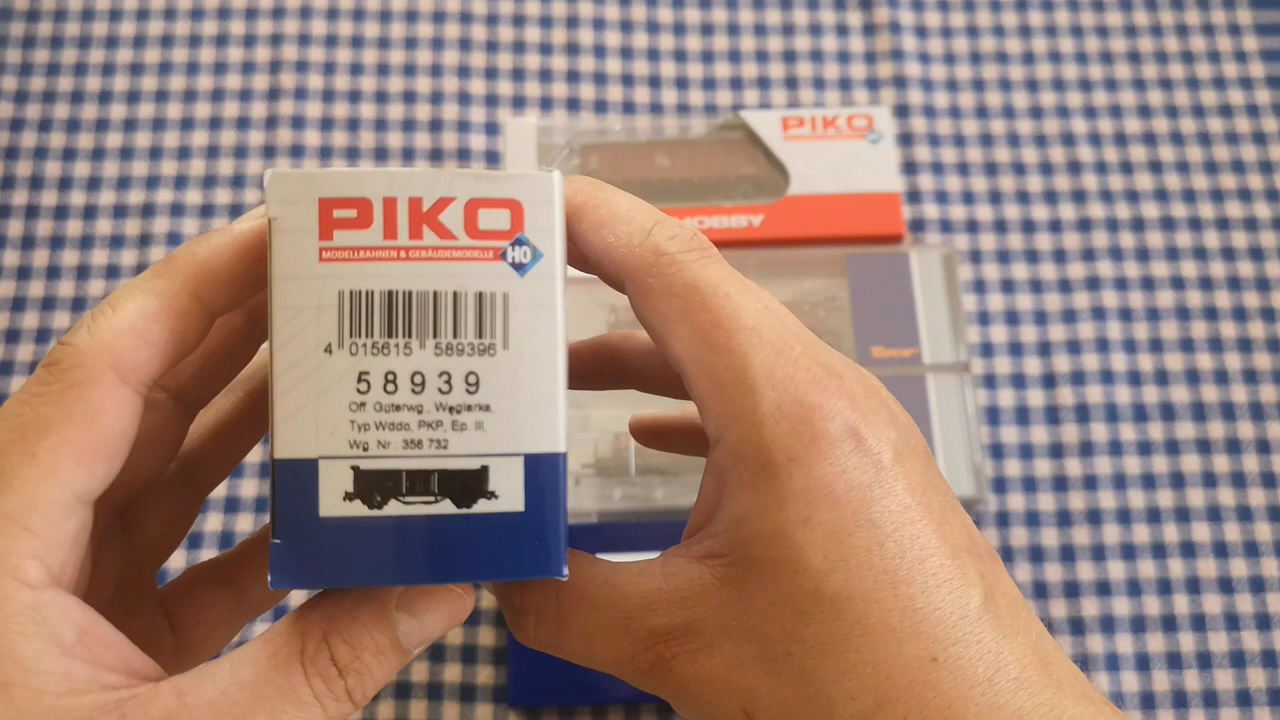 PIKO
MODELLBAHNEN & GEBÄUDEMODELLE H0
4 015615 589396
58939
Off. Güterwg., Węglarka,
Typ Wddo, PKP, Ep. III,
Wg. Nr.: 356 732
PIKO
HOBBY
Roco